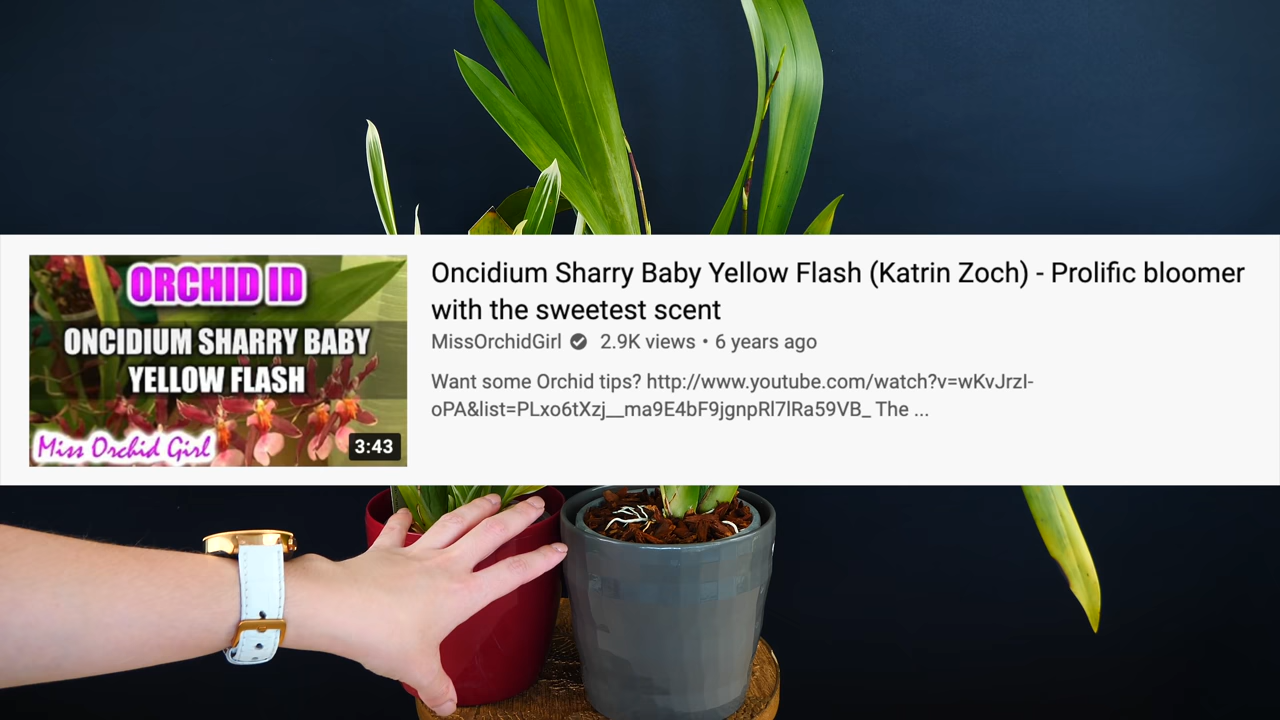 ORCHID ID
ONCIDIUM SHARRY BABY
YELLOW FLASH
Miss Orchid Girl
3:43
Oncidium Sharry Baby Yellow Flash (Katrin Zoch) - Prolific bloomer
with the sweetest scent
MissOrchidGirl 2.9K views • 6 years ago
Want some Orchid tips? http://www.youtube.com/watch?v=wKvJrzI-
oPA&list=PLxo6tXzj__ma9E4bF9jgnpRl7lRa59VB_ The ...